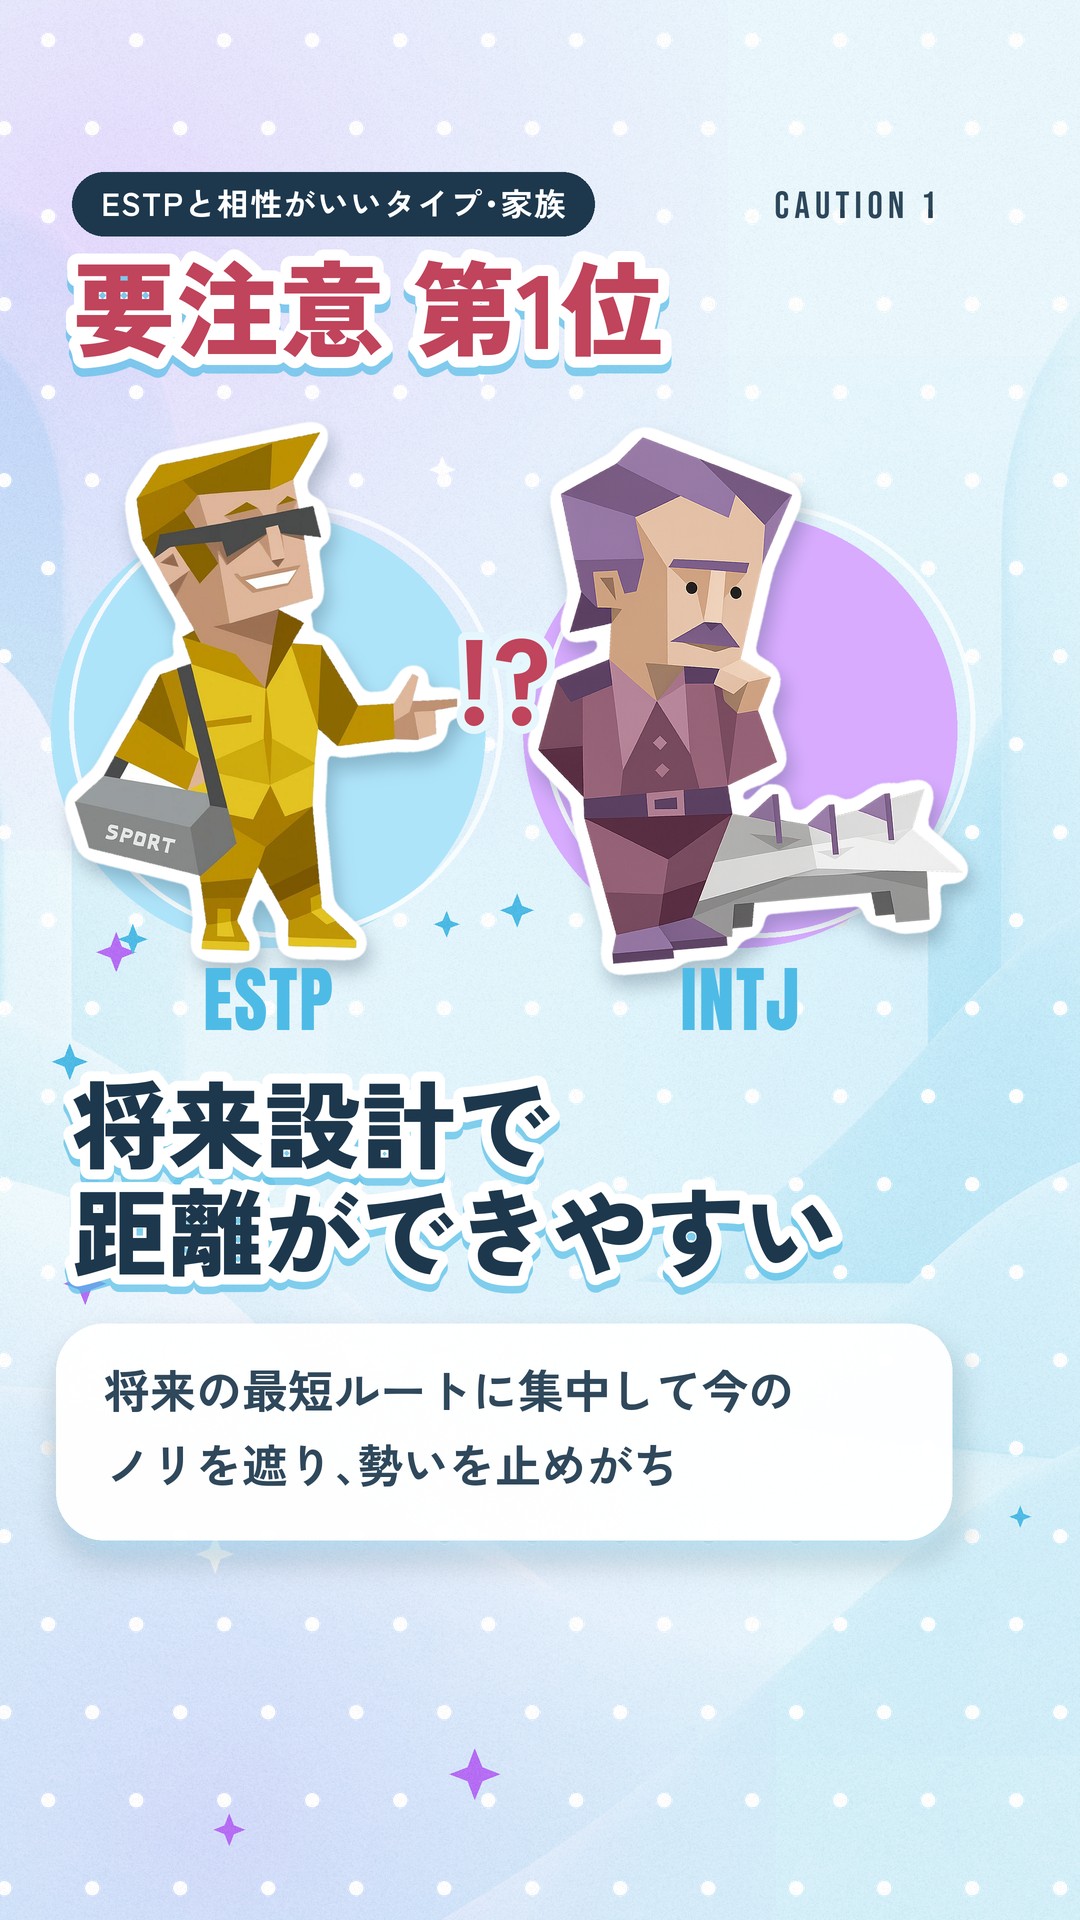 ESTPと相性がいいタイプ・家族
CAUTION 1
要注意 第1位
!?
SPORT
ESTP
INTJ
将来設計で
距離ができやすい
将来の最短ルートに集中して今の
ノリを遮り、勢いを止めがち